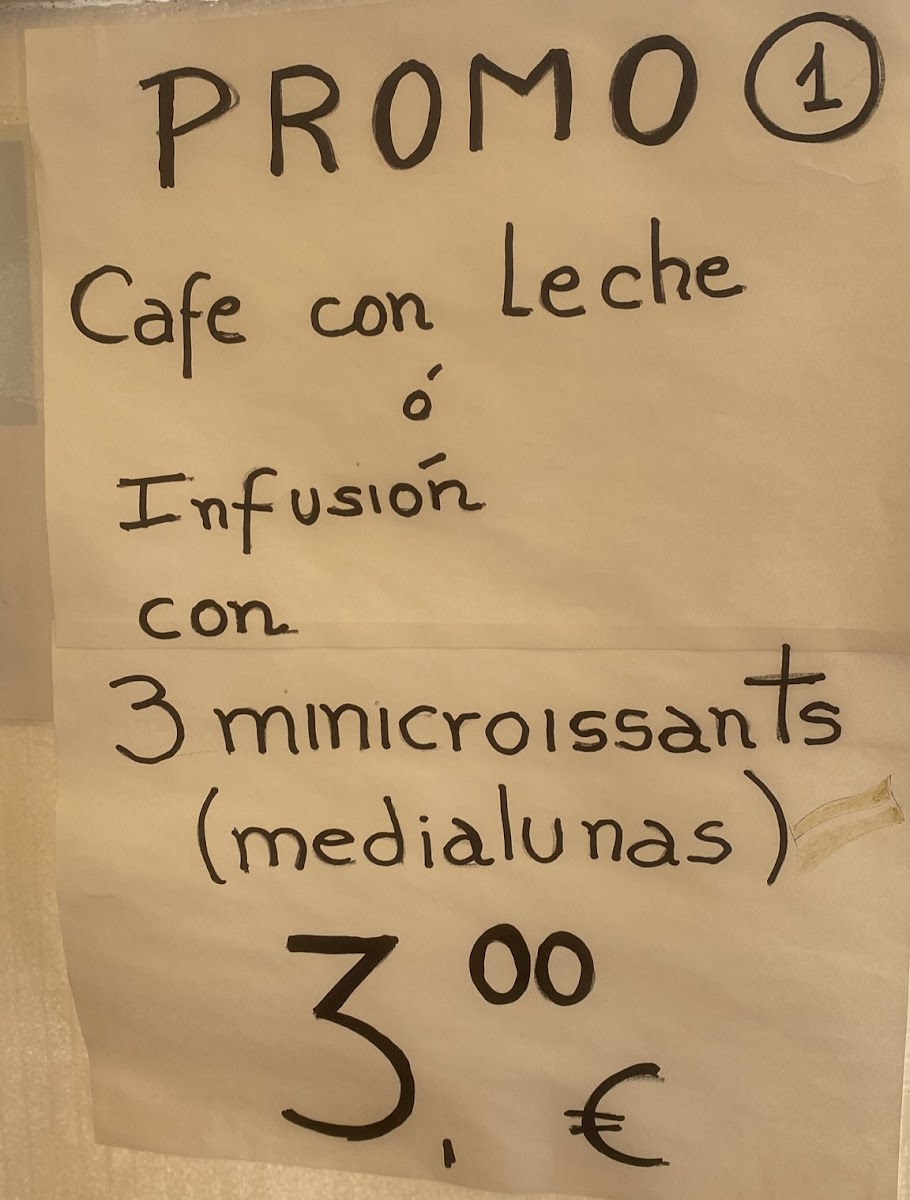 PROMO 1
Cafe con Leche
ó
Infusión
con
3 minicroissants
(medialunas)
3,00 €